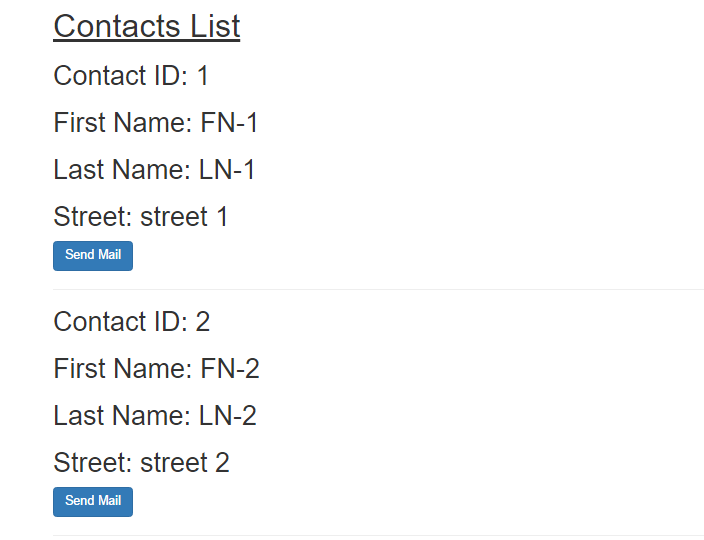 Contacts List
Contact ID: 1
First Name: FN-1
Last Name: LN-1
Street: street 1
Send Mail
Contact ID: 2
First Name: FN-2
Last Name: LN-2
Street: street 2
Send Mail